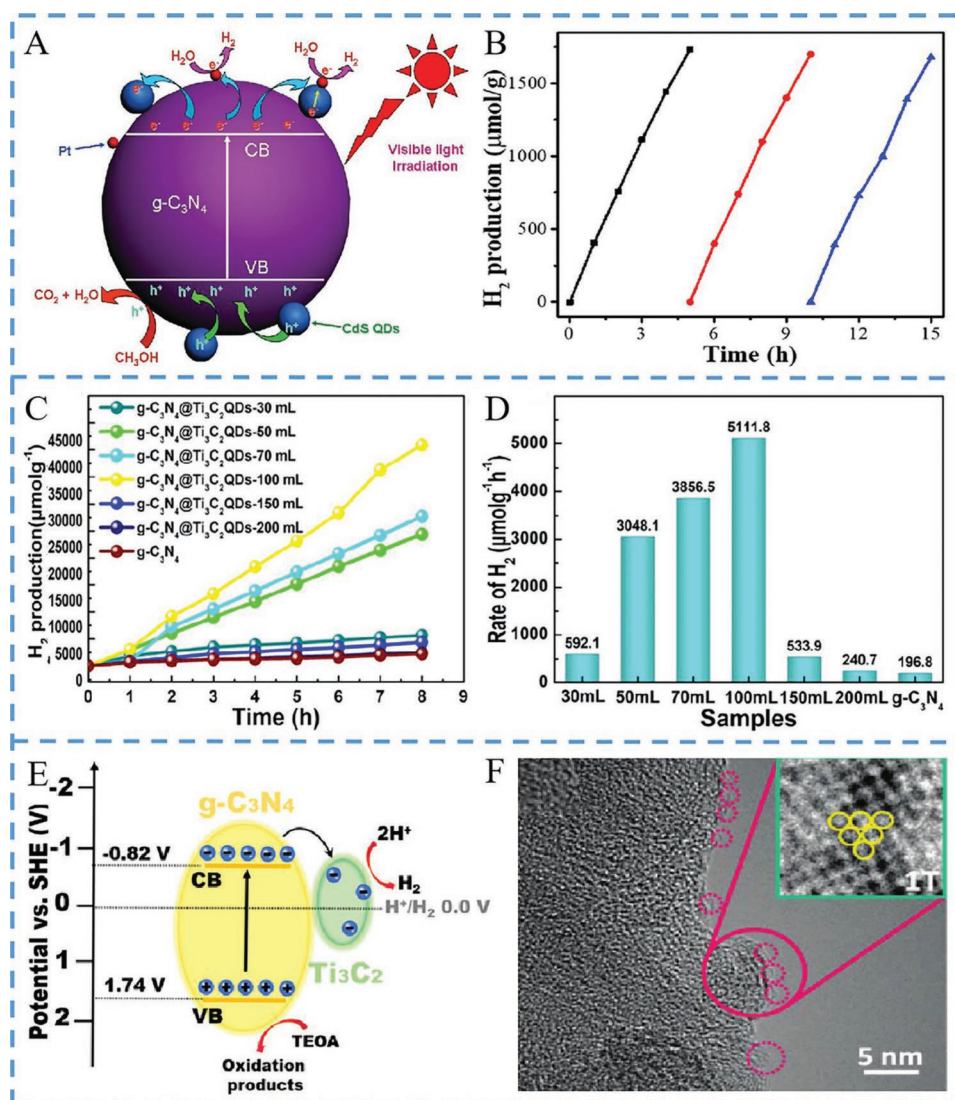 A
H₂O
H₂
H₂O
H₂
e⁻
e⁻
e⁻
e⁻
e⁻ e⁻ e⁻ e⁻ e⁻
CB
Pt
Visible light
Irradiation
g-C₃N₄
VB
h⁺ h⁺ h⁺ h⁺ h⁺
CO₂ + H₂O
h⁺
CH₃OH
h⁺
h⁺
CdS QDs
B
H₂ production (μmol/g)
1500
1000
500
0
0 3 6 9 12 15
Time (h)
C
g-C₃N₄@Ti₃C₂QDs-30 mL
g-C₃N₄@Ti₃C₂QDs-50 mL
g-C₃N₄@Ti₃C₂QDs-70 mL
g-C₃N₄@Ti₃C₂QDs-100 mL
g-C₃N₄@Ti₃C₂QDs-150 mL
g-C₃N₄@Ti₃C₂QDs-200 mL
g-C₃N₄
H₂ production(μmolg⁻¹)
45000
40000
35000
30000
25000
20000
15000
10000
5000
0
0 1 2 3 4 5 6 7 8 9
Time (h)
D
Rate of H₂ (μmolg⁻¹h⁻¹)
5000
4000
3000
2000
1000
0
592.1
3048.1
3856.5
5111.8
533.9
240.7
196.8
30mL 50mL 70mL 100mL 150mL 200mL g-C₃N₄
Samples
E
Potential vs. SHE (V)
-2
-1
0
1
2
g-C₃N₄
-0.82 V
CB
2H⁺
H₂
H⁺/H₂ 0.0 V
Ti₃C₂
1.74 V
VB
TEOA
Oxidation
products
F
1T
5 nm